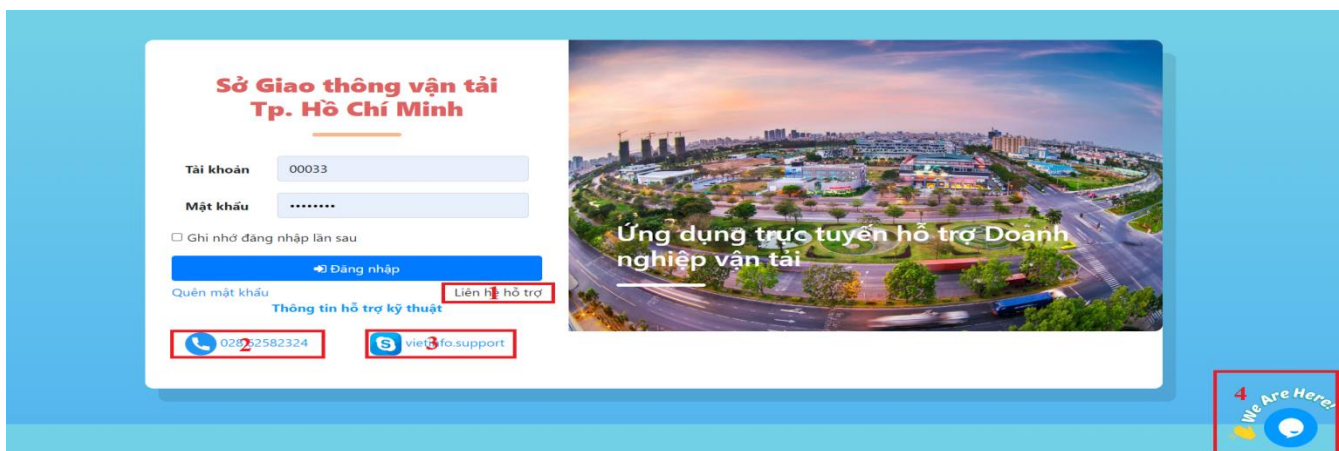 Sở Giao thông vận tải
Tp. Hồ Chí Minh
Tài khoản 00033
Mật khẩu ••••••••
Ghi nhớ đăng nhập lần sau
Đăng nhập
Quên mật khẩu
Liên hệ hỗ trợ
1
Thông tin hỗ trợ kỹ thuật
2
3
vietinfo.support
Ứng dụng trực tuyến hỗ trợ Doanh
nghiệp vận tải
4
We Are Here!